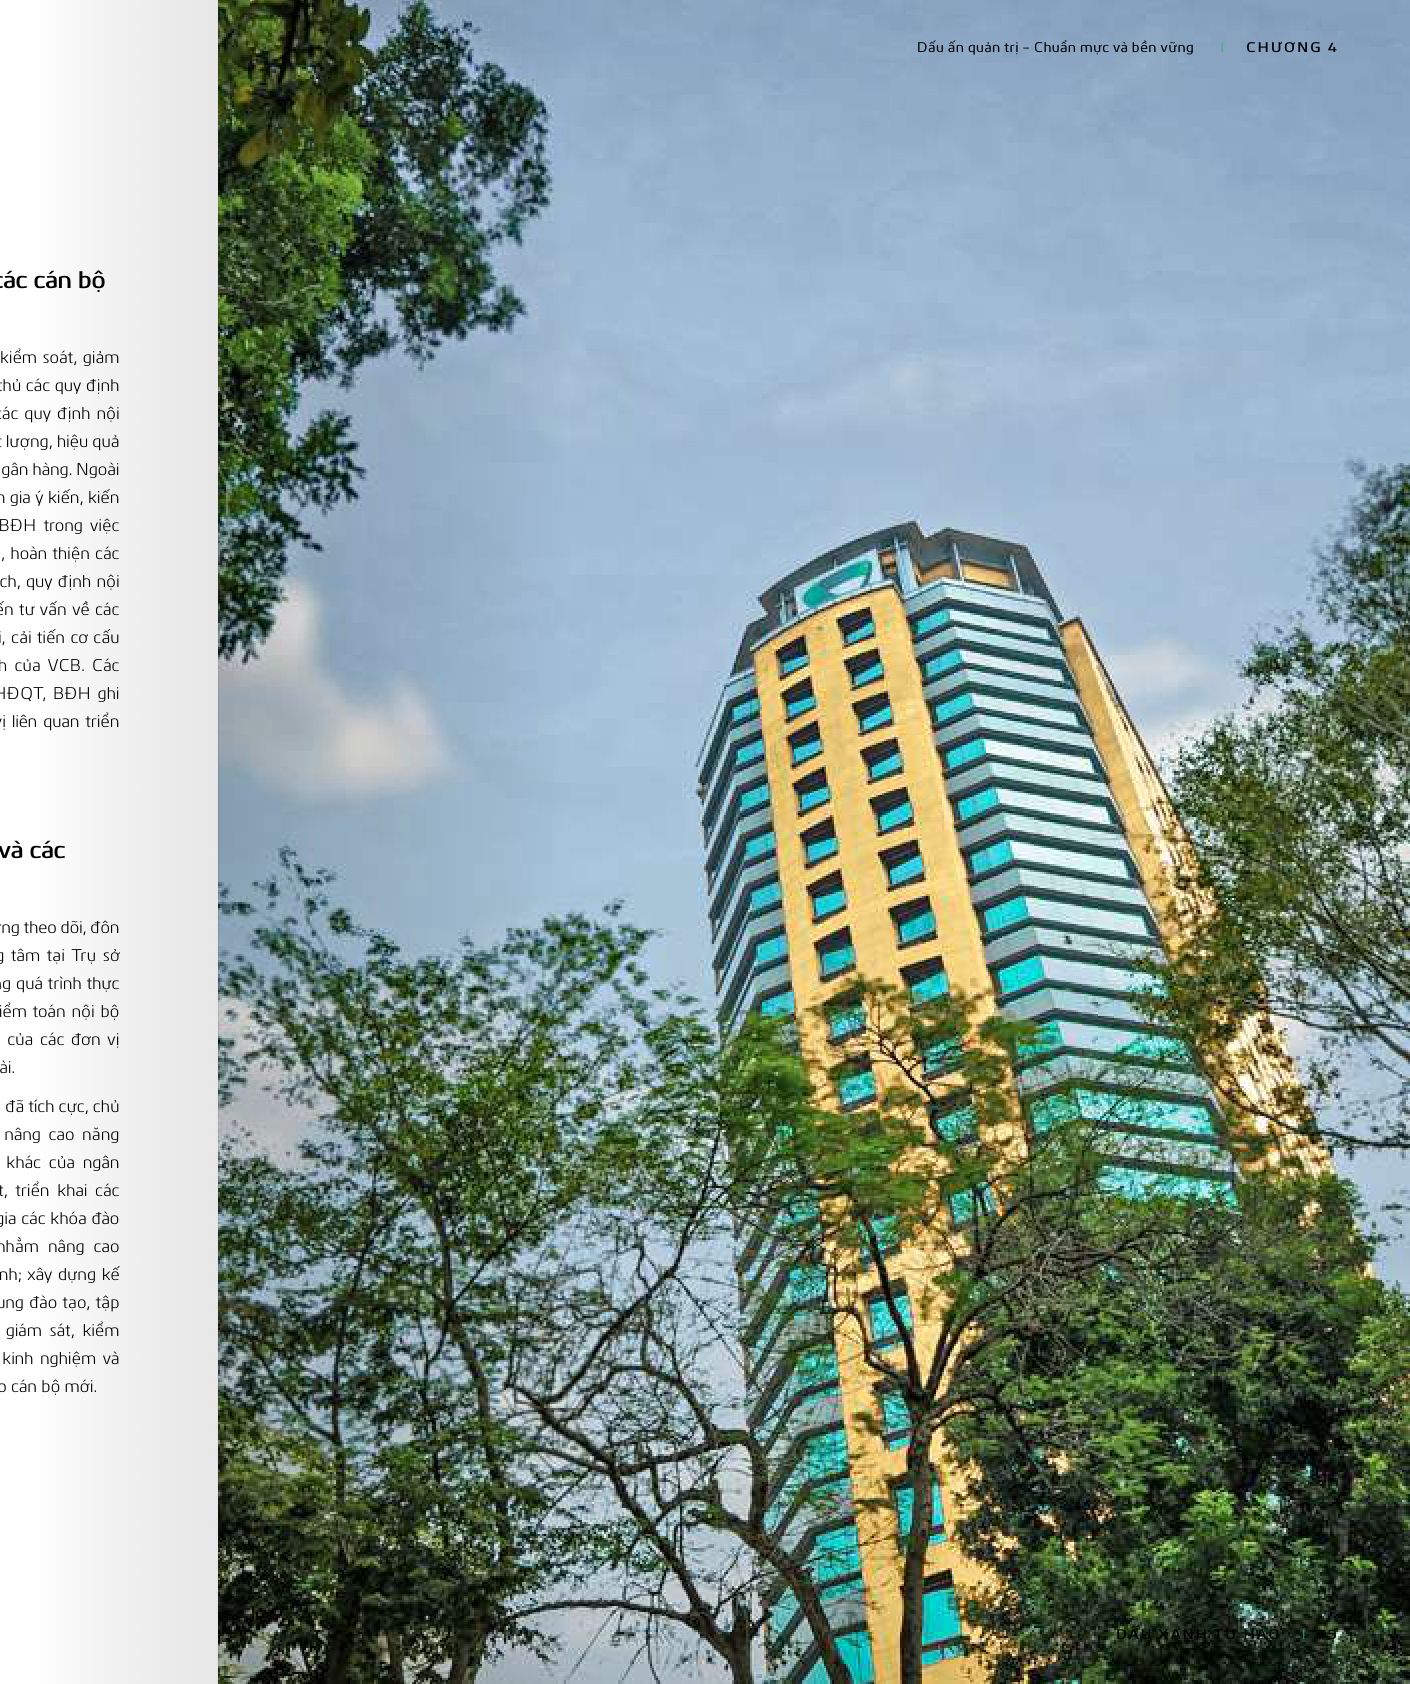 Dấu ấn quản trị – Chuẩn mực và bền vững | CHƯƠNG 4
các cán bộ
kiểm soát, giảm
thủ các quy định
các quy định nội
lượng, hiệu quả
gân hàng. Ngoài
gia ý kiến, kiến
BĐH trong việc
, hoàn thiện các
ch, quy định nội
ến tư vấn về các
, cải tiến cơ cấu
h của VCB. Các
HĐQT, BĐH ghi
vị liên quan triển
và các
ng theo dõi, đôn
g tâm tại Trụ sở
ng quá trình thực
iểm toán nội bộ
của các đơn vị
ài.
đã tích cực, chủ
nâng cao năng
khác của ngân
t, triển khai các
gia các khóa đào
nhằm nâng cao
nh; xây dựng kế
ung đào tạo, tập
giám sát, kiểm
kinh nghiệm và
o cán bộ mới.
DẤU XANH TỰ HÀO